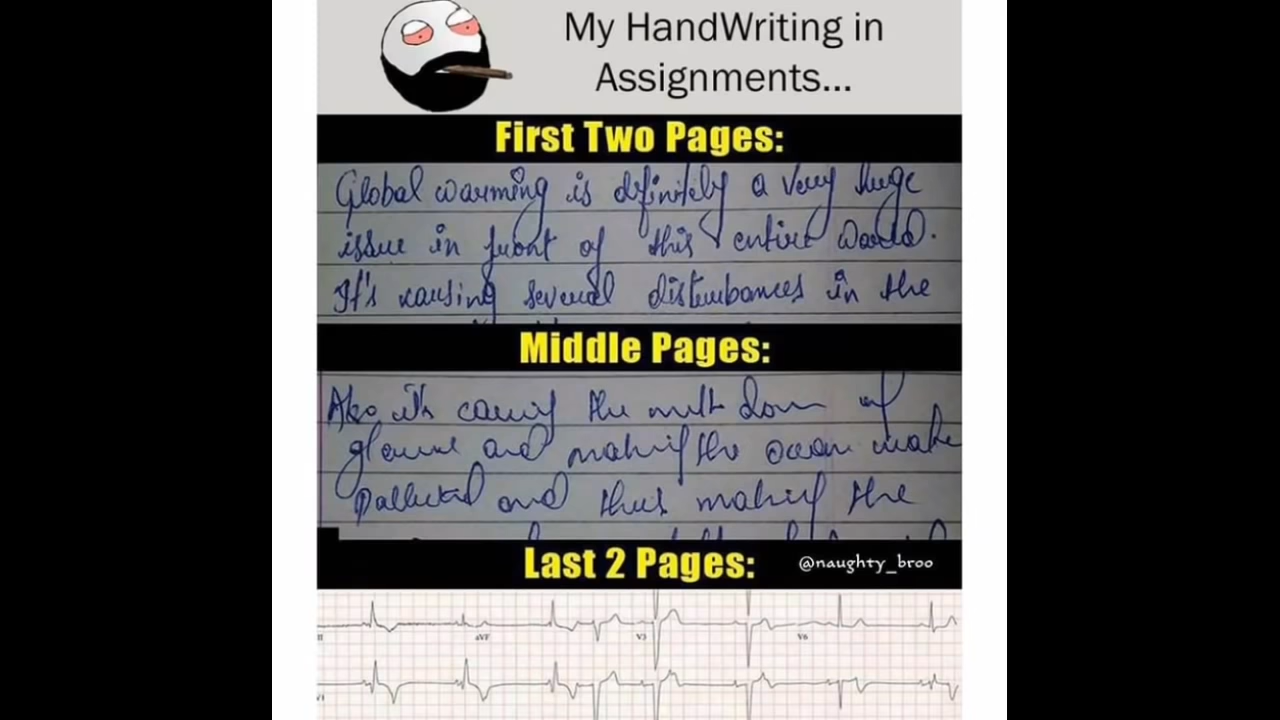 My HandWriting in
Assignments...
First Two Pages:
Global warming is definitely a very huge
issue in front of this entire world.
It's causing several disturbances in the
Middle Pages:
Also it's causing the melt down of
and making the ocean
and thus making the
Last 2 Pages:
@naughty_broo
II aVF V3 V6
V1